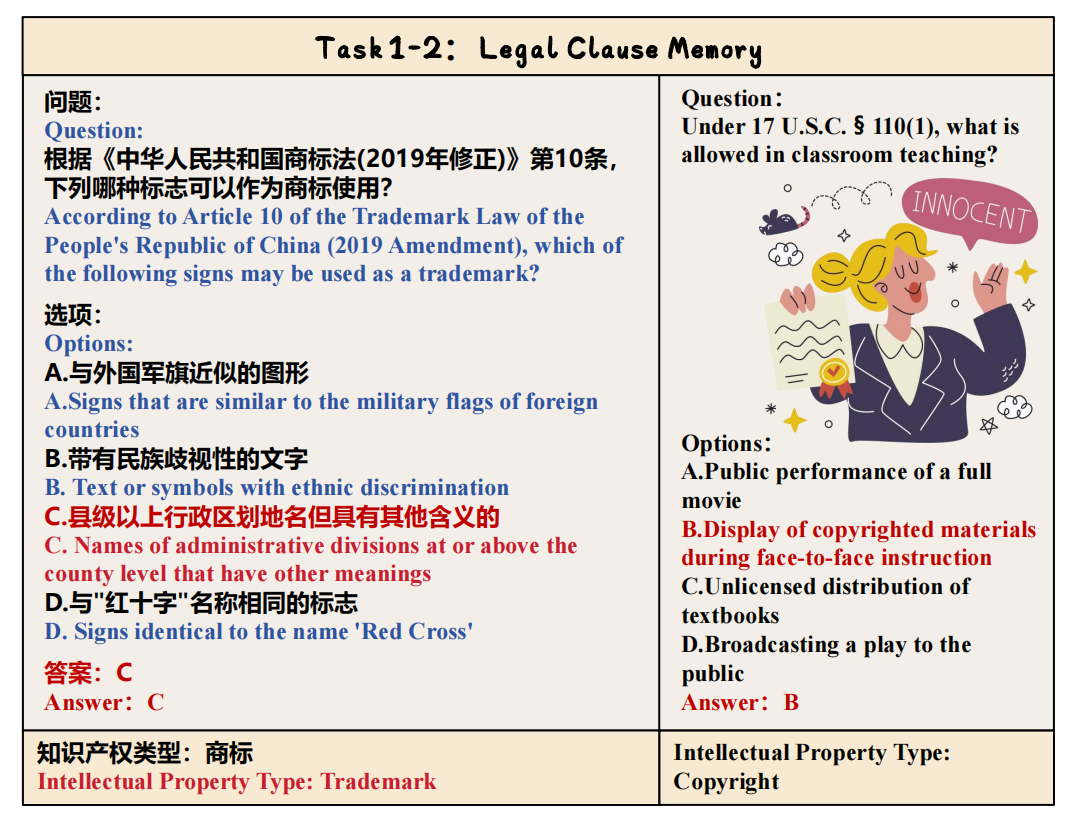 Task 1-2: Legal Clause Memory
问题:
Question:
根据《中华人民共和国商标法(2019年修正)》第10条,
下列哪种标志可以作为商标使用?
According to Article 10 of the Trademark Law of the
People's Republic of China (2019 Amendment), which of
the following signs may be used as a trademark?
选项:
Options:
A.与外国军旗近似的图形
A.Signs that are similar to the military flags of foreign
countries
B.带有民族歧视性的文字
B. Text or symbols with ethnic discrimination
C.县级以上行政区划地名但具有其他含义的
C. Names of administrative divisions at or above the
county level that have other meanings
D.与"红十字"名称相同的标志
D. Signs identical to the name 'Red Cross'
答案: C
Answer: C
知识产权类型: 商标
Intellectual Property Type: Trademark
Question:
Under 17 U.S.C. § 110(1), what is
allowed in classroom teaching?
INNOCENT
Options:
A.Public performance of a full
movie
B.Display of copyrighted materials
during face-to-face instruction
C.Unlicensed distribution of
textbooks
D.Broadcasting a play to the
public
Answer: B
Intellectual Property Type:
Copyright